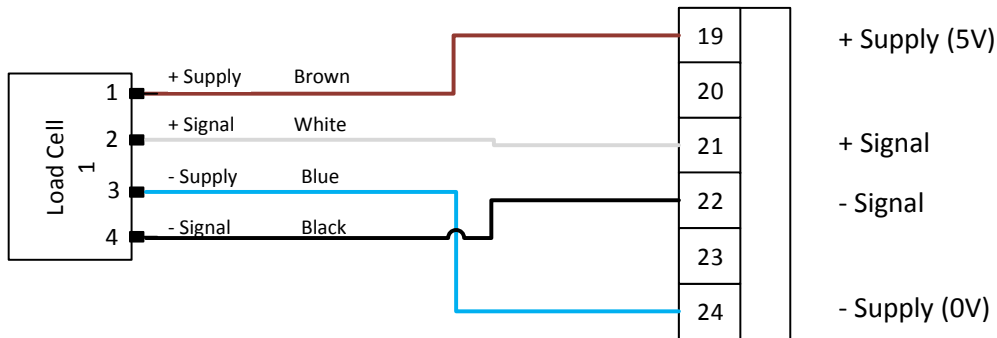 19
+ Supply (5V)
+ Supply Brown
1
20
+ Signal White
2
21
+ Signal
Load Cell
1
- Supply Blue
3
22
- Signal
- Signal Black
4
23
24
- Supply (0V)